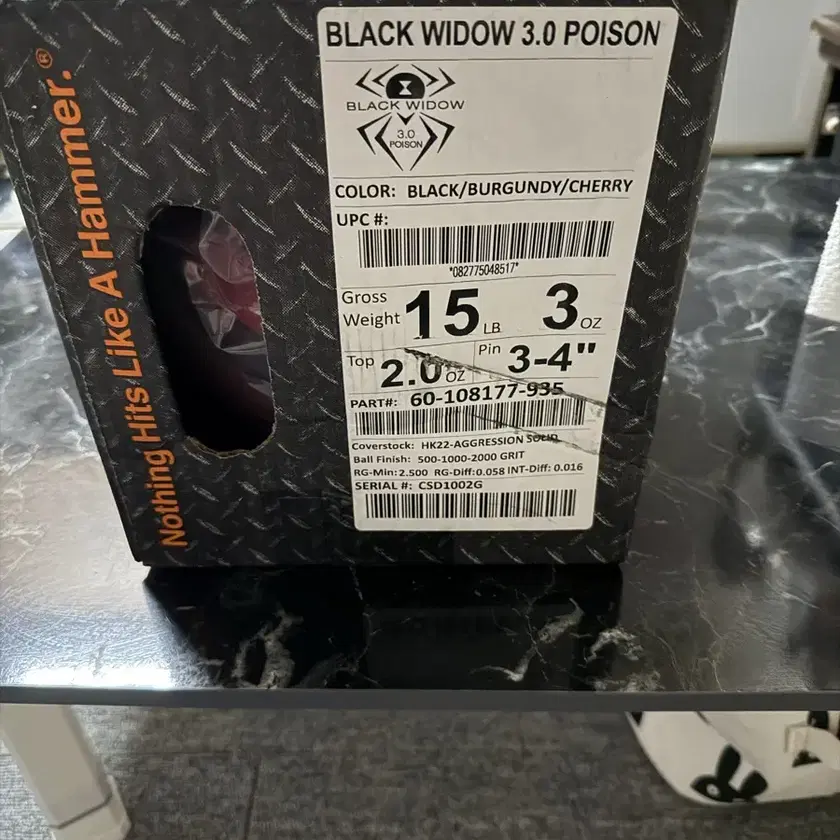 Nothing Hits Like A Hammer.®
BLACK WIDOW 3.0 POISON
BLACK WIDOW
3.0
POISON
COLOR: BLACK/BURGUNDY/CHERRY
UPC #:
*082775048517*
Gross Weight 15 LB 3 OZ
Top 2.0 OZ Pin 3-4"
PART#: 60-108177-935
Coverstock: HK22-AGGRESSION SOLID
Ball Finish: 500-1000-2000 GRIT
RG-Min:2.500 RG-Diff:0.058 INT-Diff: 0.016
SERIAL #: CSD1002G